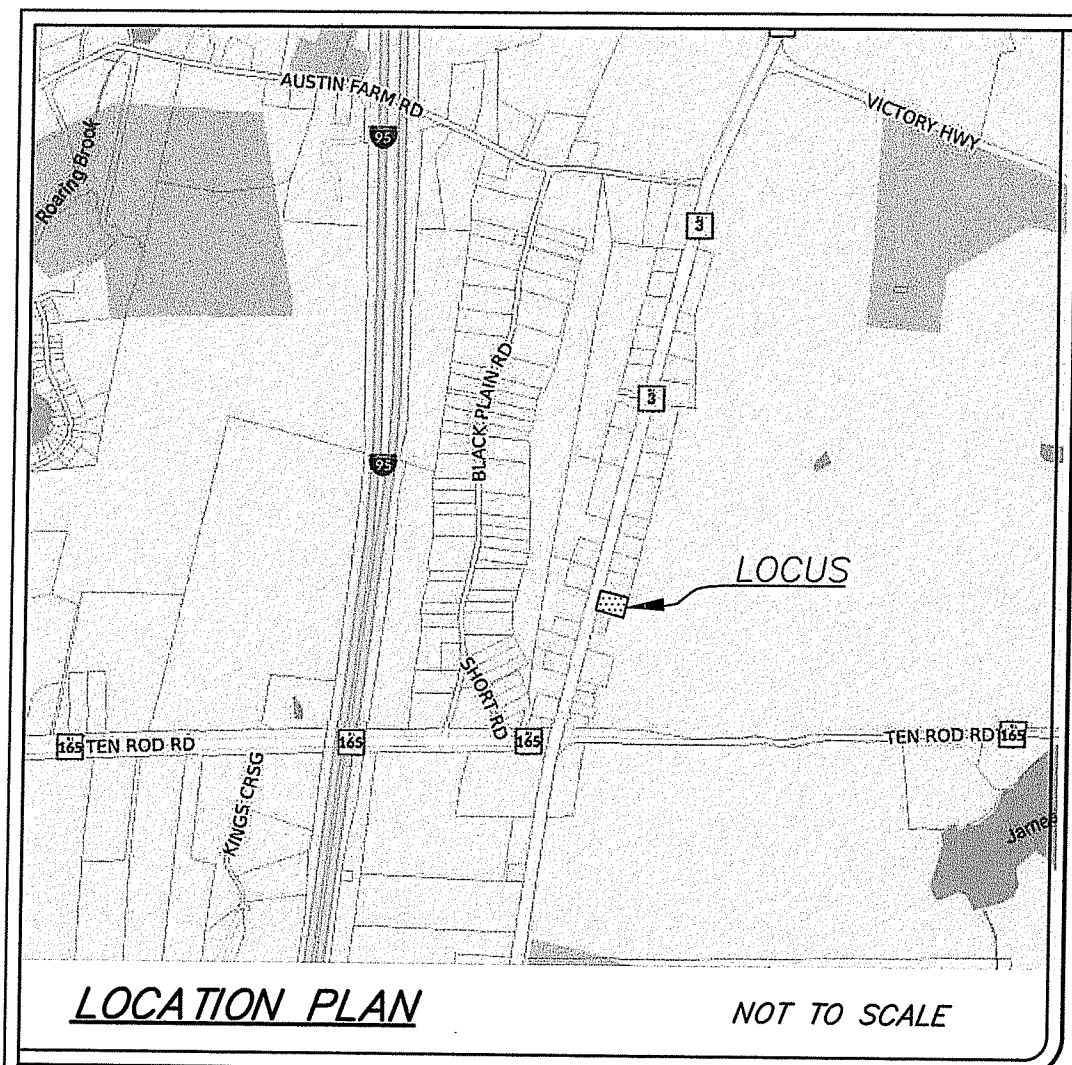 AUSTIN FARM RD
VICTORY HWY
95
Roaring Brook
3
3
BLACK PLAIN RD
95
LOCUS
SHORT RD
165 TEN ROD RD
165
165
TEN ROD RD 165
KINGS CRSG
James
LOCATION PLAN
NOT TO SCALE